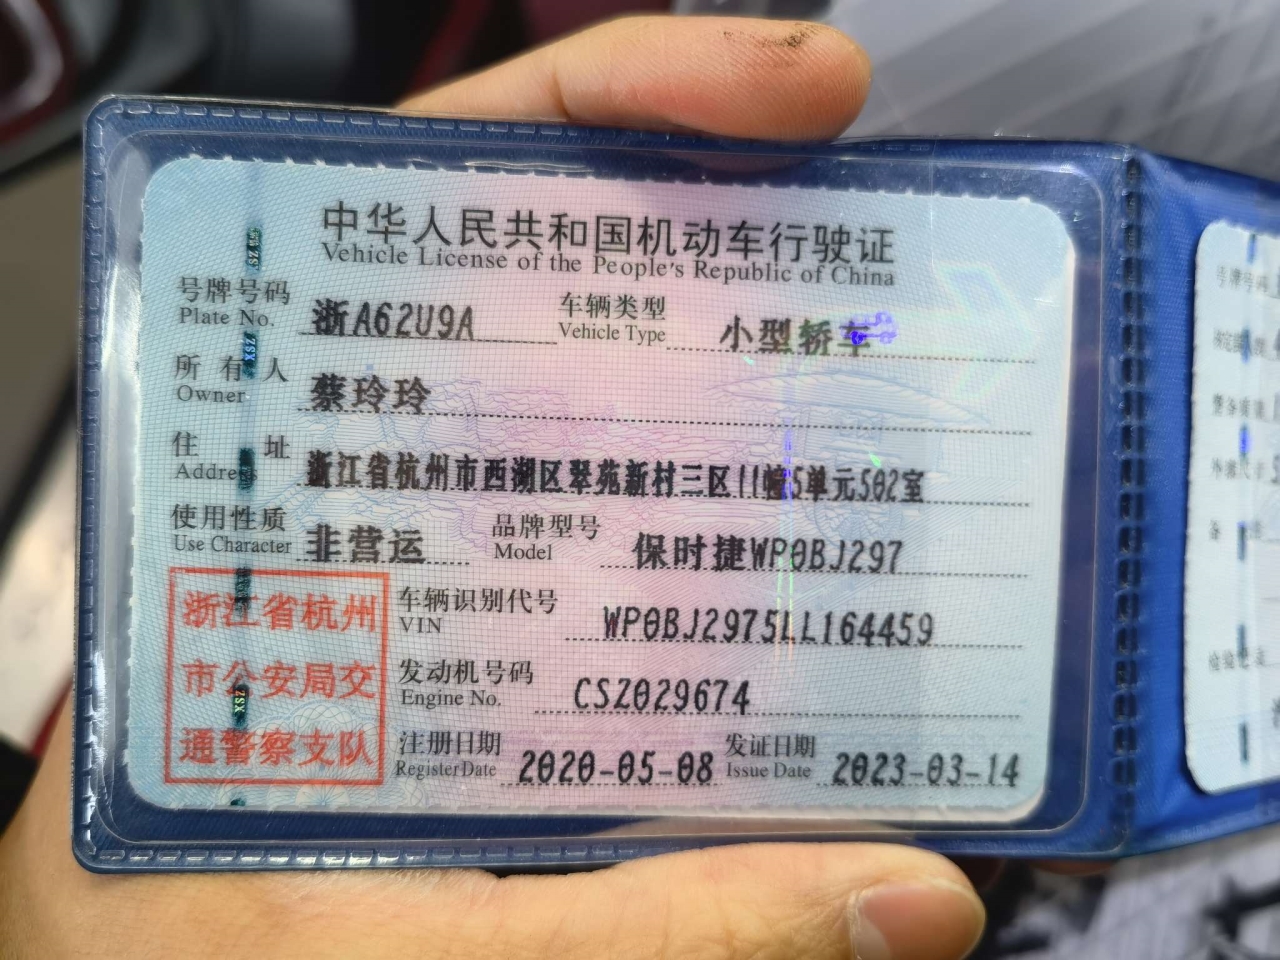 中华人民共和国机动车行驶证
Vehicle License of the People's Republic of China
号牌号码 浙A62U9A 车辆类型 小型轿车
Plate No. Vehicle Type
所有人 蔡玲玲
Owner
住址 浙江省杭州市西湖区翠苑新村三区11幢5单元502室
Address
使用性质 非营运 品牌型号 保时捷WP0BJ297
Use Character Model
浙江省杭州
市公安局交
通警察支队
车辆识别代号 WP0BJ2975LL164459
VIN
发动机号码 CSZ029674
Engine No.
注册日期 2020-05-08 发证日期 2023-03-14
Register Date Issue Date
号牌号码